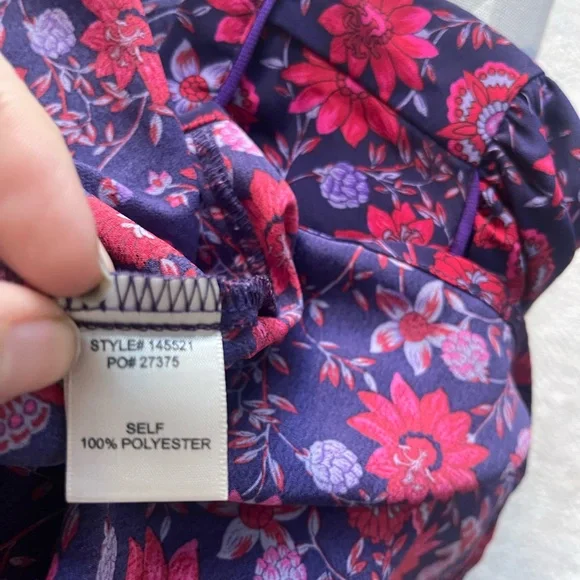 STYLE# 145521
PO# 27375
SELF
100% POLYESTER